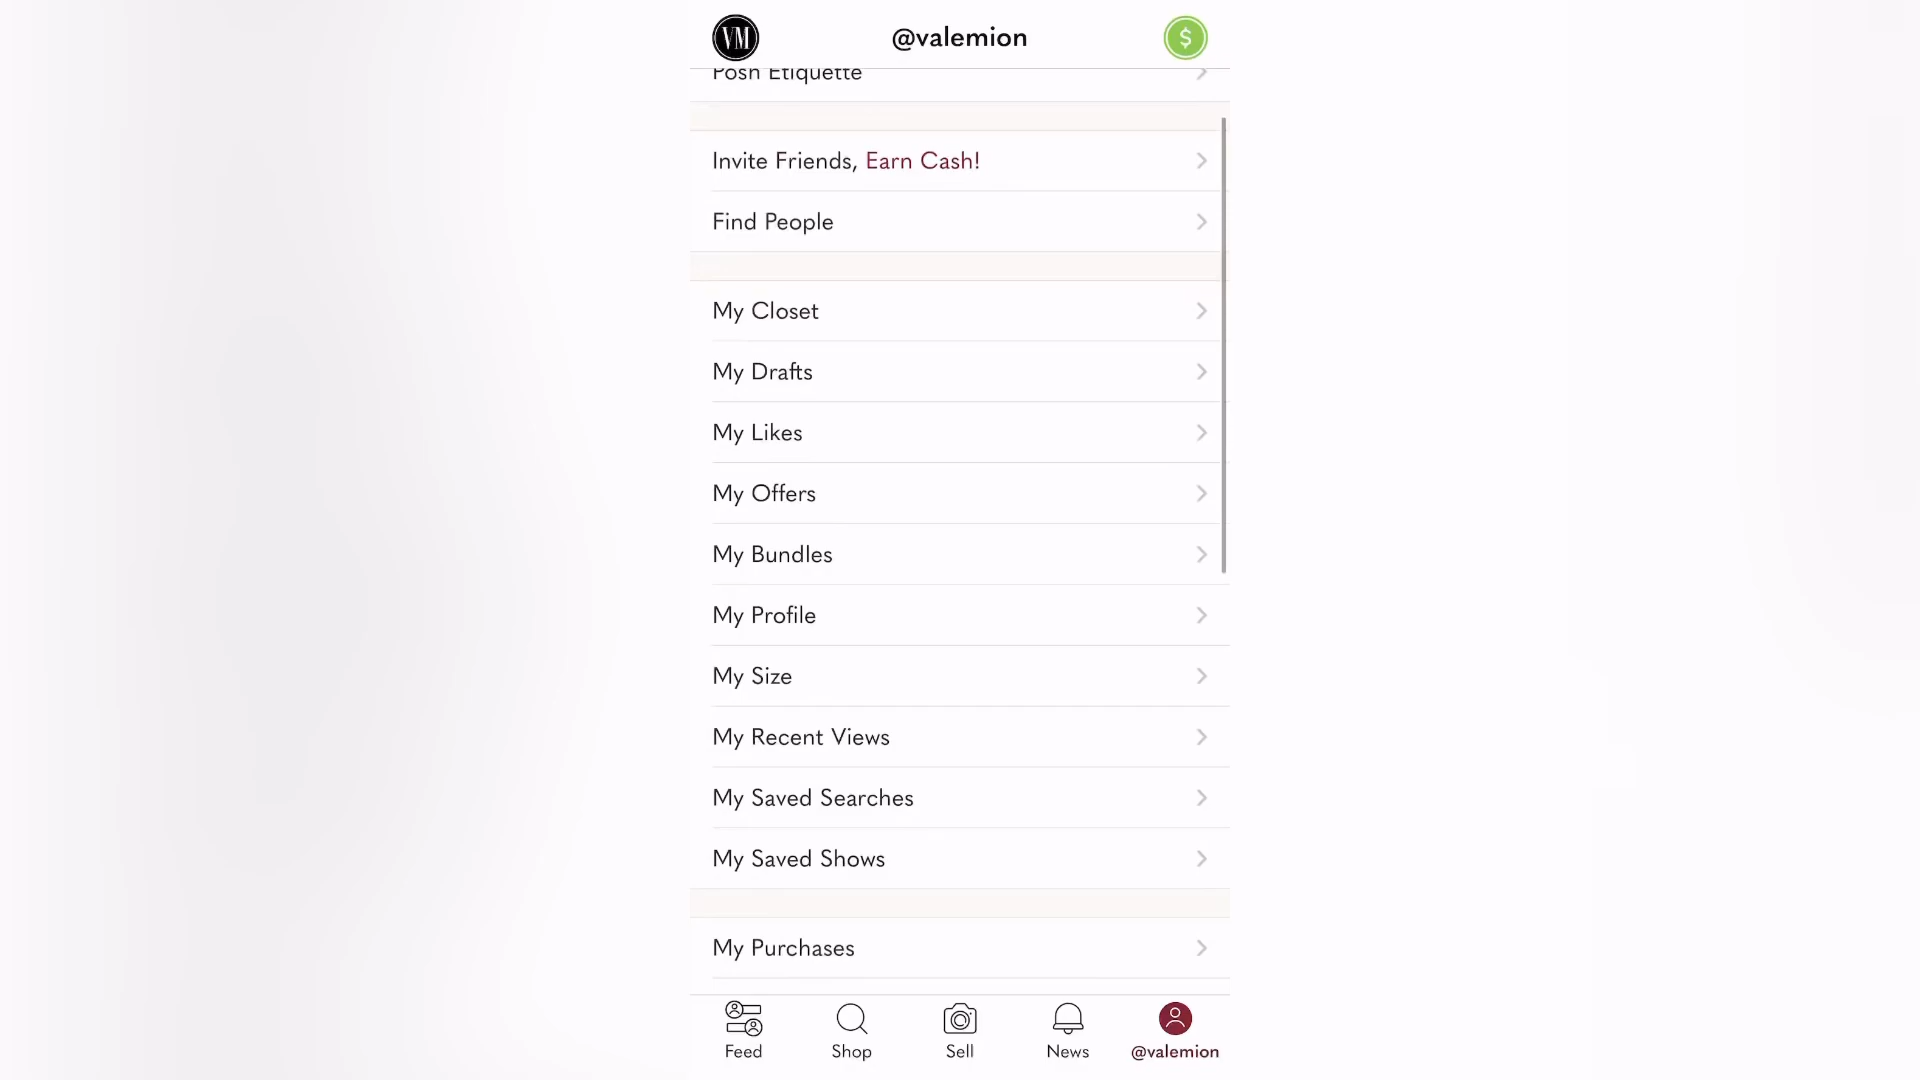 VM
@valemion
$
Posh Etiquette
Invite Friends, Earn Cash!
Find People
My Closet
My Drafts
My Likes
My Offers
My Bundles
My Profile
My Size
My Recent Views
My Saved Searches
My Saved Shows
My Purchases
Feed
Shop
Sell
News
@valemion